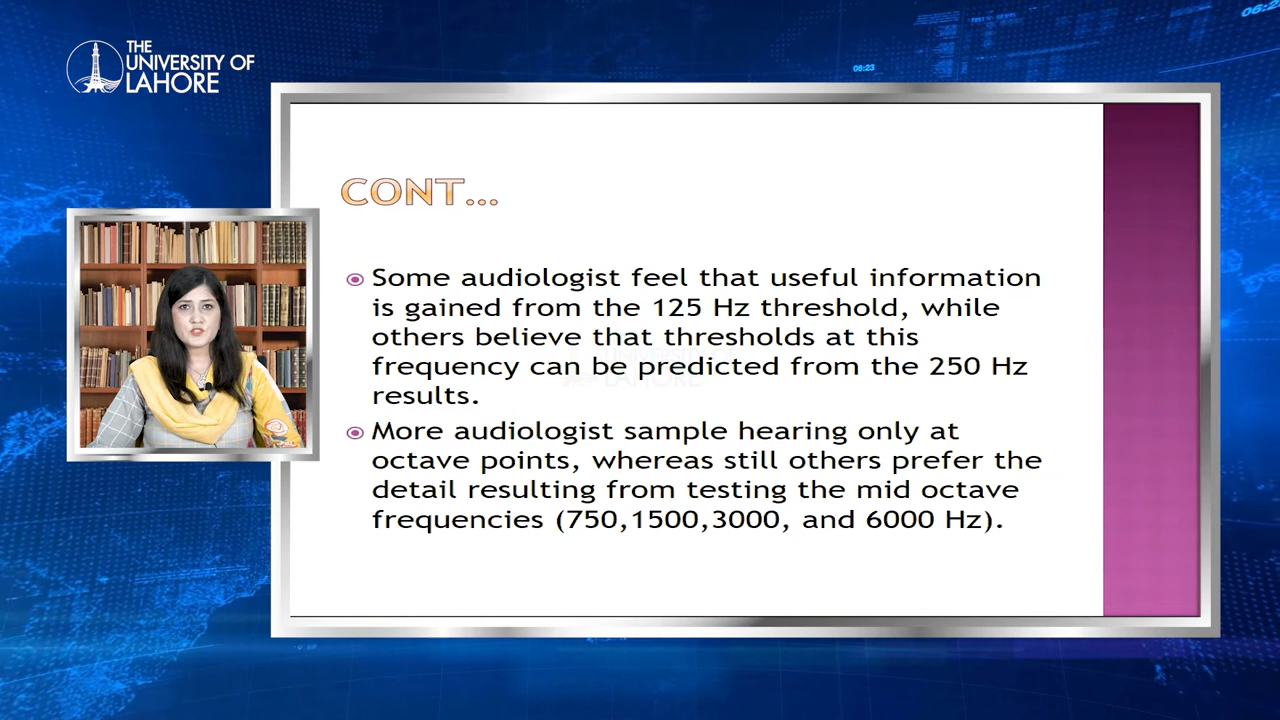 THE
UNIVERSITY OF
LAHORE
06:23
CONT...
Some audiologist feel that useful information
is gained from the 125 Hz threshold, while
others believe that thresholds at this
frequency can be predicted from the 250 Hz
results.
More audiologist sample hearing only at
octave points, whereas still others prefer the
detail resulting from testing the mid octave
frequencies (750,1500,3000, and 6000 Hz).